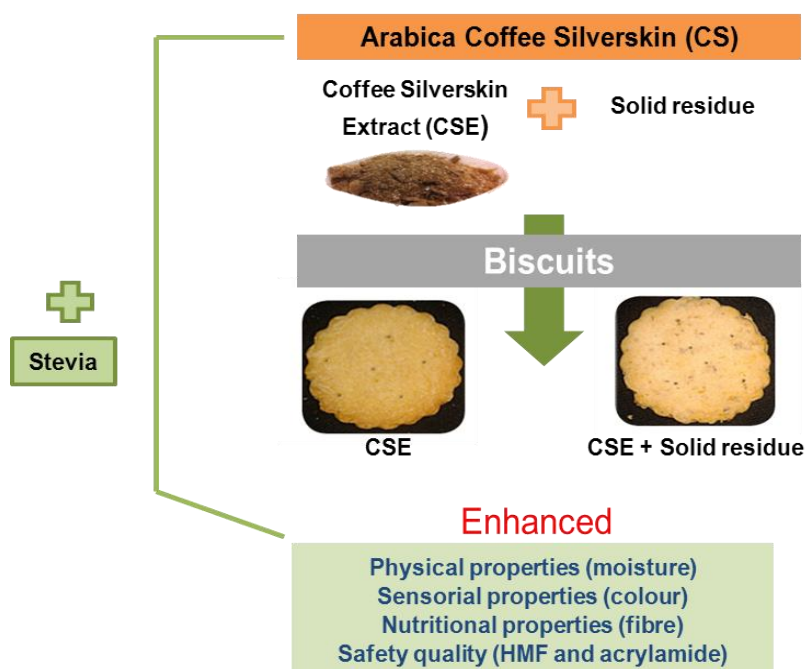 Arabica Coffee Silverskin (CS)
Coffee Silverskin
Extract (CSE)
Solid residue
Biscuits
Stevia
CSE
CSE + Solid residue
Enhanced
Physical properties (moisture)
Sensorial properties (colour)
Nutritional properties (fibre)
Safety quality (HMF and acrylamide)